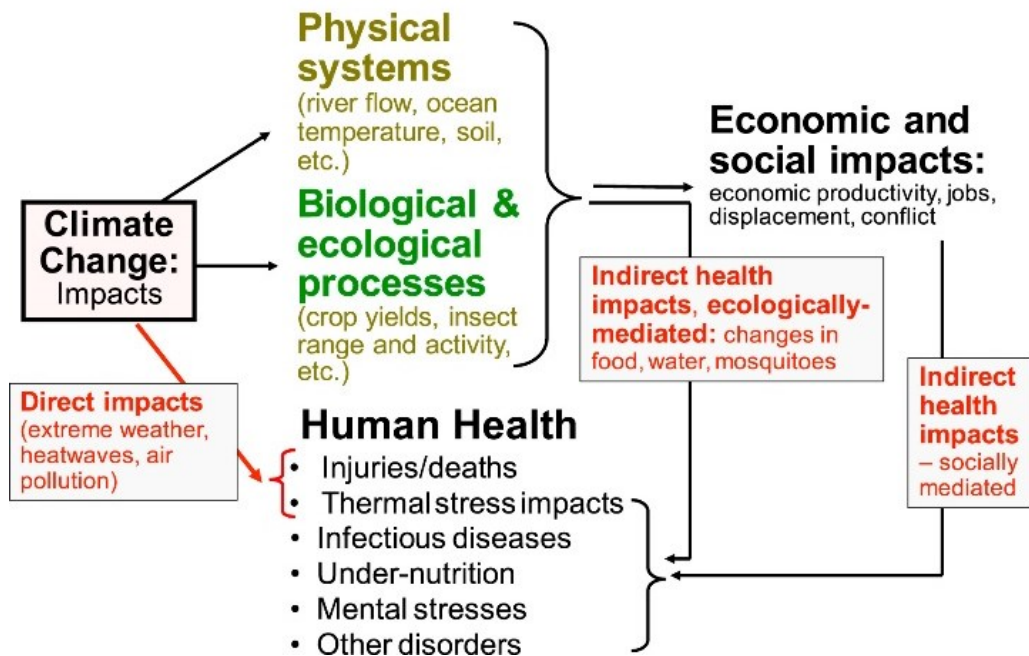 Physical
systems
(river flow, ocean
temperature, soil,
etc.)
Economic and
social impacts:
economic productivity, jobs,
displacement, conflict
Climate
Change:
Impacts
Biological &
ecological
processes
(crop yields, insect
range and activity,
etc.)
Indirect health
impacts, ecologically-
mediated: changes in
food, water, mosquitoes
Indirect
health
impacts
– socially
mediated
Direct impacts
(extreme weather,
heatwaves, air
pollution)
Human Health
• Injuries/deaths
• Thermal stress impacts
• Infectious diseases
• Under-nutrition
• Mental stresses
• Other disorders